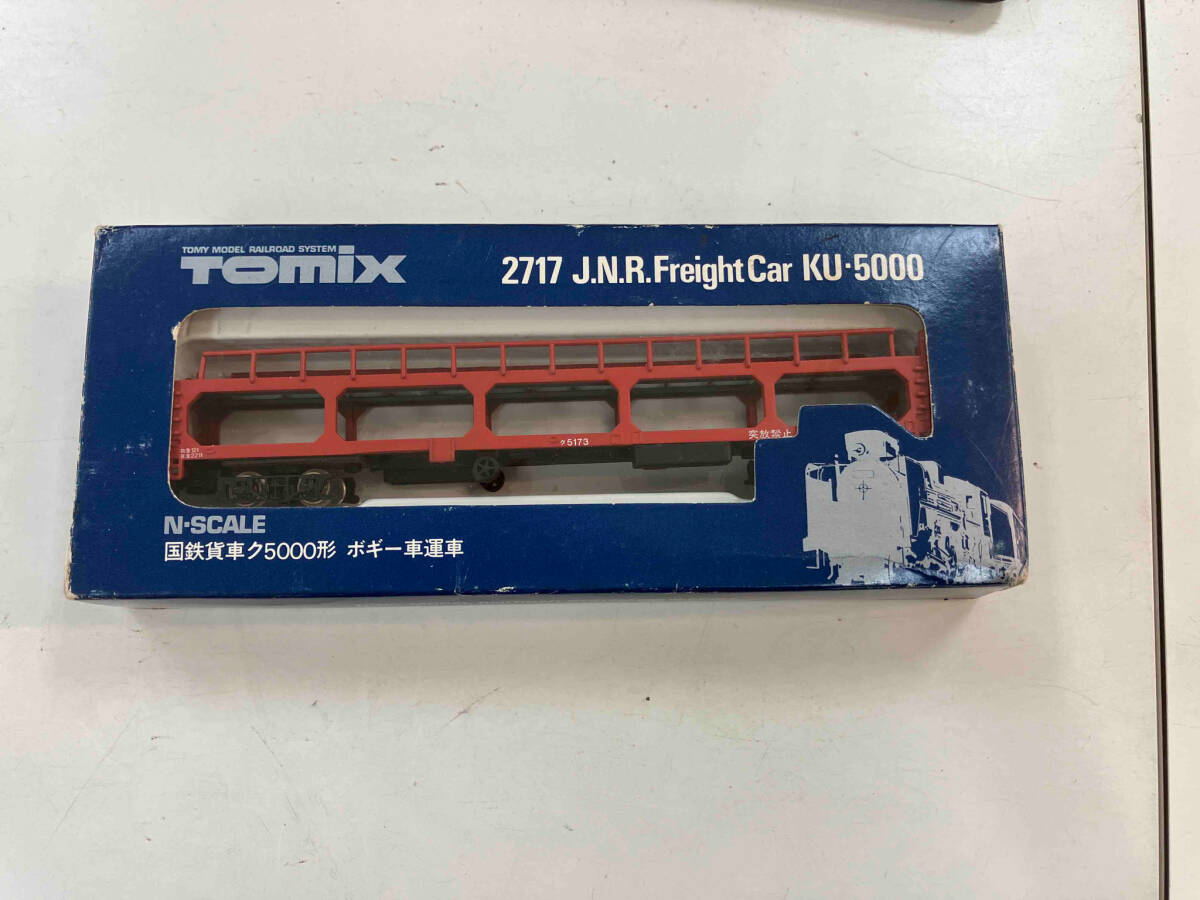 TOMY MODEL RAILROAD SYSTEM
TOMIX
2717 J.N.R. Freight Car KU・5000
ク5173
突放禁止
N・SCALE
国鉄貨車ク5000形 ボギー車運車